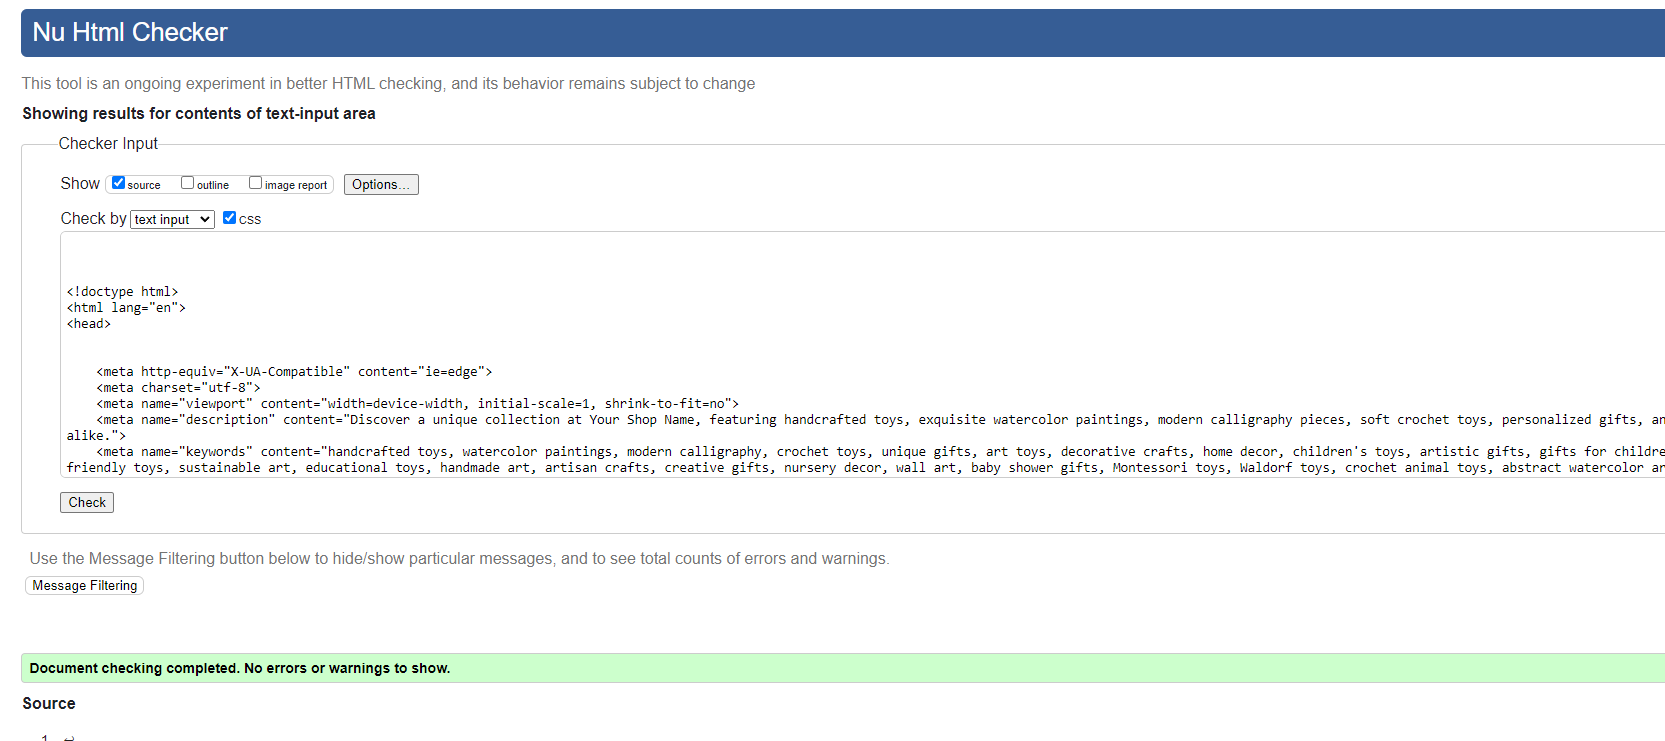 Nu Html Checker
This tool is an ongoing experiment in better HTML checking, and its behavior remains subject to change
Showing results for contents of text-input area
Checker Input
Show source outline image report Options...
Check by text input css
<!doctype html>
<html lang="en">
<head>
<meta http-equiv="X-UA-Compatible" content="ie=edge">
<meta charset="utf-8">
<meta name="viewport" content="width=device-width, initial-scale=1, shrink-to-fit=no">
<meta name="description" content="Discover a unique collection at Your Shop Name, featuring handcrafted toys, exquisite watercolor paintings, modern calligraphy pieces, soft crochet toys, personalized gifts,
alike.">
<meta name="keywords" content="handcrafted toys, watercolor paintings, modern calligraphy, crochet toys, unique gifts, art toys, decorative crafts, home decor, children's toys, artistic gifts, gifts for
friendly toys, sustainable art, educational toys, handmade art, artisan crafts, creative gifts, nursery decor, wall art, baby shower gifts, Montessori toys, Waldorf toys, crochet animal toys, abstract watercolor
Check
Use the Message Filtering button below to hide/show particular messages, and to see total counts of errors and warnings.
Message Filtering
Document checking completed. No errors or warnings to show.
Source
1 ↩